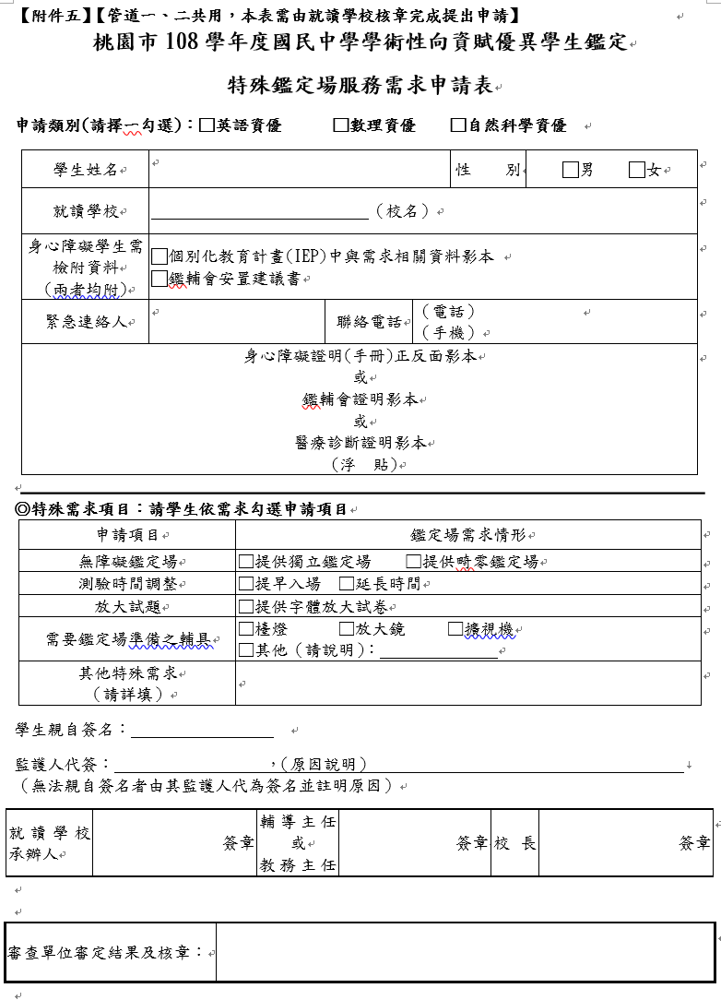 【附件五】【管道一、二共用，本表需由就讀學校核章完成提出申請】
桃園市 108 學年度國民中學學術性向資賦優異學生鑑定
特殊鑑定場服務需求申請表
申請類別(請擇一勾選)：□英語資優 □數理資優 □自然科學資優
學生姓名 性別 □男 □女
就讀學校 ＿＿＿＿＿＿＿＿＿＿（校名）
身心障礙學生需
檢附資料
（兩者均附）
□個別化教育計畫(IEP)中與需求相關資料影本
□鑑輔會安置建議書
緊急連絡人 聯絡電話
（電話）
（手機）
身心障礙證明(手冊)正反面影本
或
鑑輔會證明影本
或
醫療診斷證明影本
（浮 貼）
◎特殊需求項目：請學生依需求勾選申請項目
申請項目 鑑定場需求情形
無障礙鑑定場 □提供獨立鑑定場 □提供畸零鑑定場
測驗時間調整 □提早入場 □延長時間
放大試題 □提供字體放大試卷
需要鑑定場準備之輔具
□檯燈 □放大鏡 □擴視機
□其他（請說明）：＿＿＿＿＿＿
其他特殊需求
（請詳填）
學生親自簽名：＿＿＿＿＿＿＿
監護人代簽：＿＿＿＿＿＿＿，（原因說明）＿＿＿＿＿＿＿＿＿＿＿＿
（無法親自簽名者由其監護人代為簽名並註明原因）
就讀學校
承辦人
簽章
輔導主任
或
教務主任
簽章
校長
簽章
審查單位審定結果及核章：